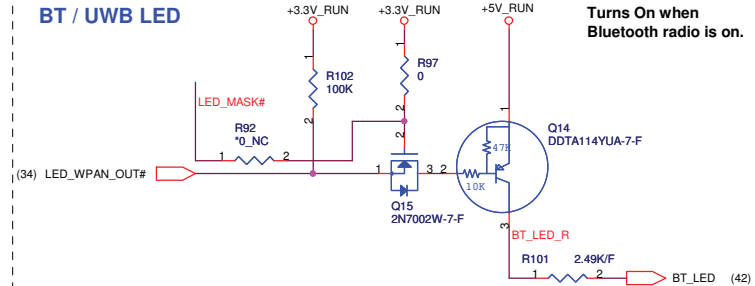 BT / UWB LED
+3.3V_RUN
+3.3V_RUN
+5V_RUN
Turns On when
Bluetooth radio is on.
1
R102
100K
2
1
R97
0
2
LED_MASK#
R92
*0_NC
1
2
2
1
Q14
DDTA114YUA-7-F
47K
(34) LED_WPAN_OUT#
1
3
2
10K
Q15
2N7002W-7-F
3
BT_LED_R
R101
2.49K/F
1
2
BT_LED (42)